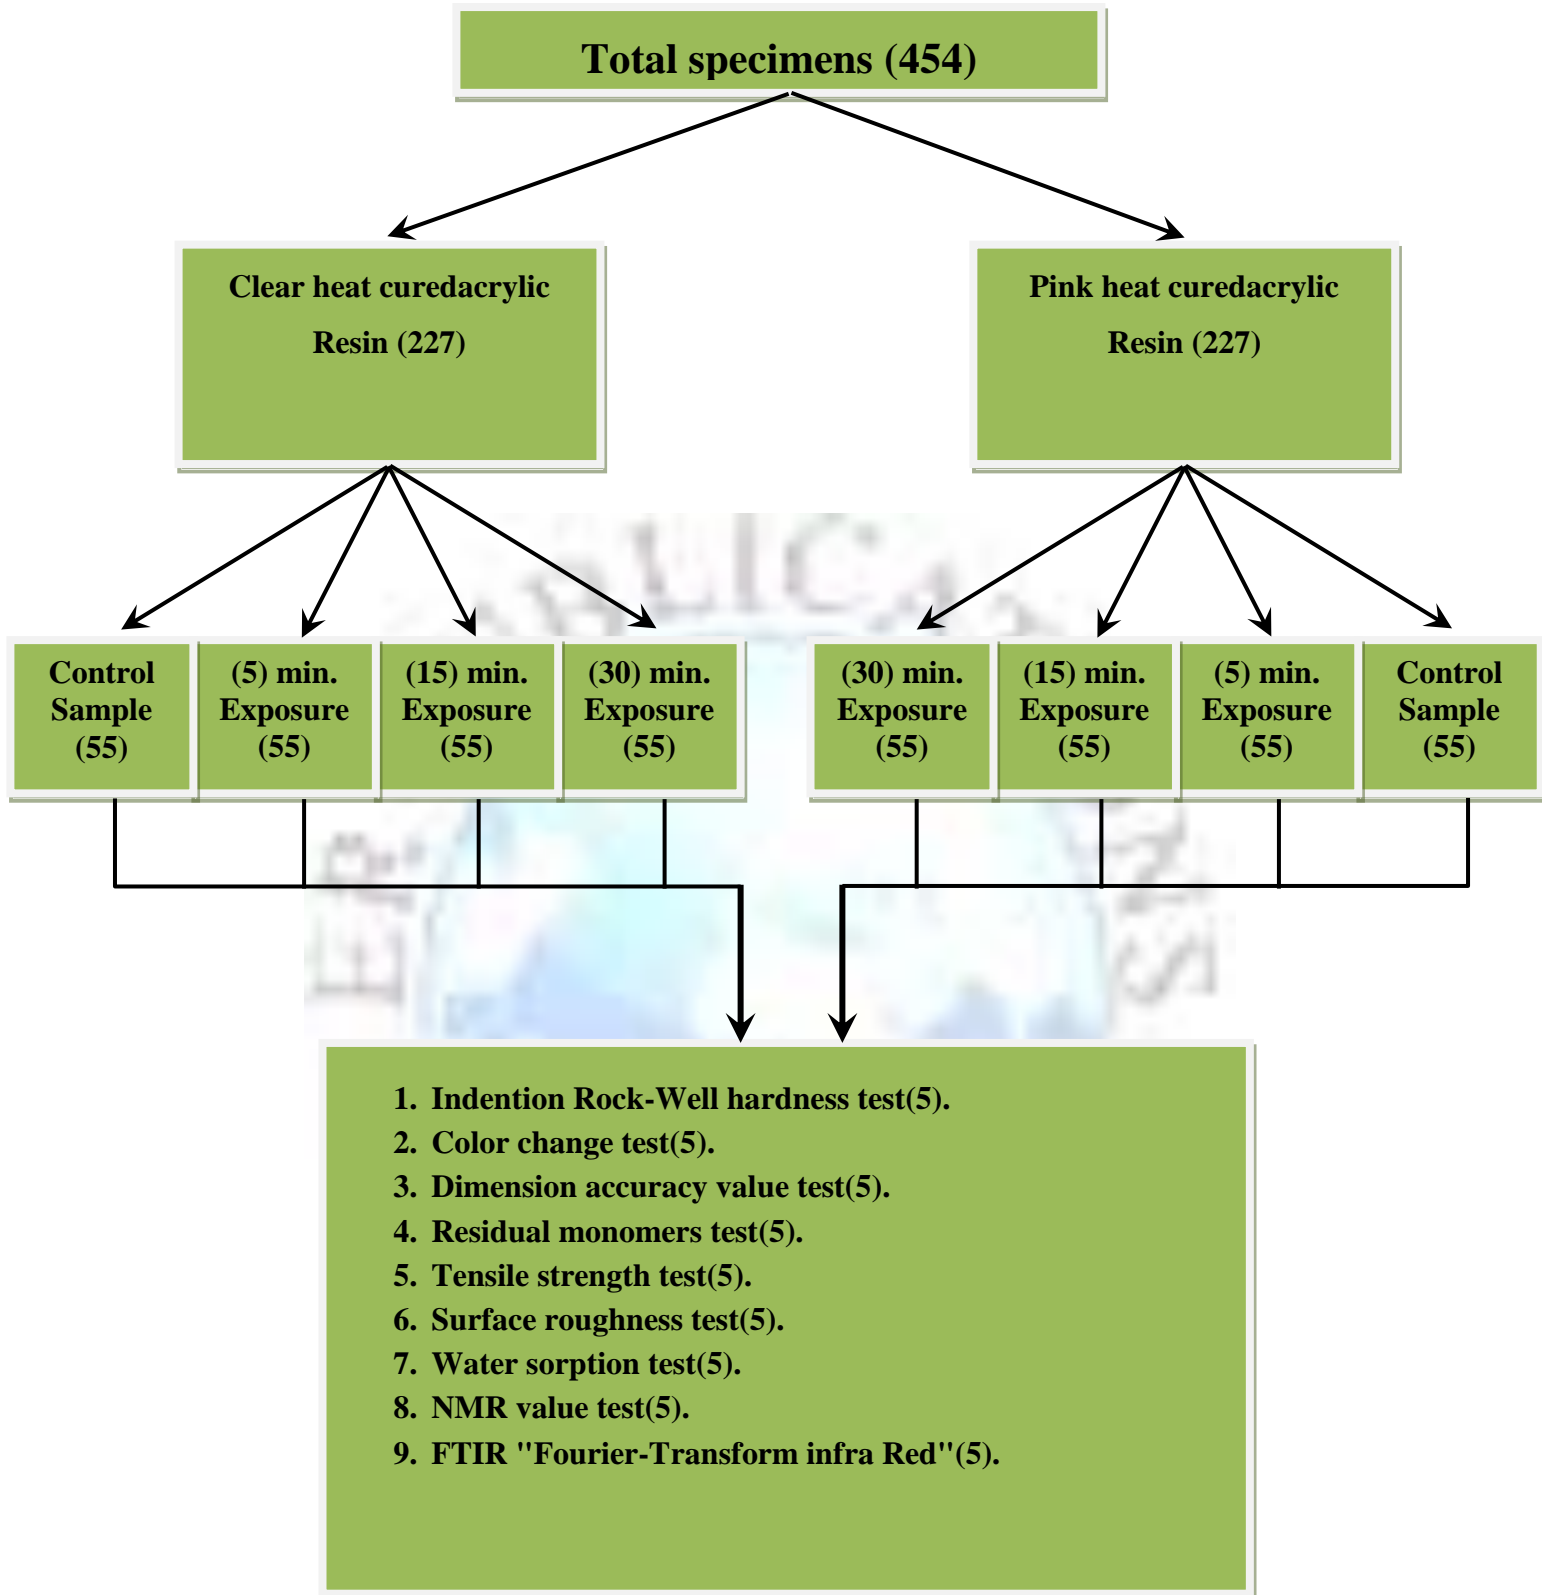 Total specimens (454)
Clear heat curedacrylic
Resin (227)
Pink heat curedacrylic
Resin (227)
Control
Sample
(55)
(5) min.
Exposure
(55)
(15) min.
Exposure
(55)
(30) min.
Exposure
(55)
(30) min.
Exposure
(55)
(15) min.
Exposure
(55)
(5) min.
Exposure
(55)
Control
Sample
(55)
1. Indention Rock-Well hardness test(5).
2. Color change test(5).
3. Dimension accuracy value test(5).
4. Residual monomers test(5).
5. Tensile strength test(5).
6. Surface roughness test(5).
7. Water sorption test(5).
8. NMR value test(5).
9. FTIR "Fourier-Transform infra Red"(5).